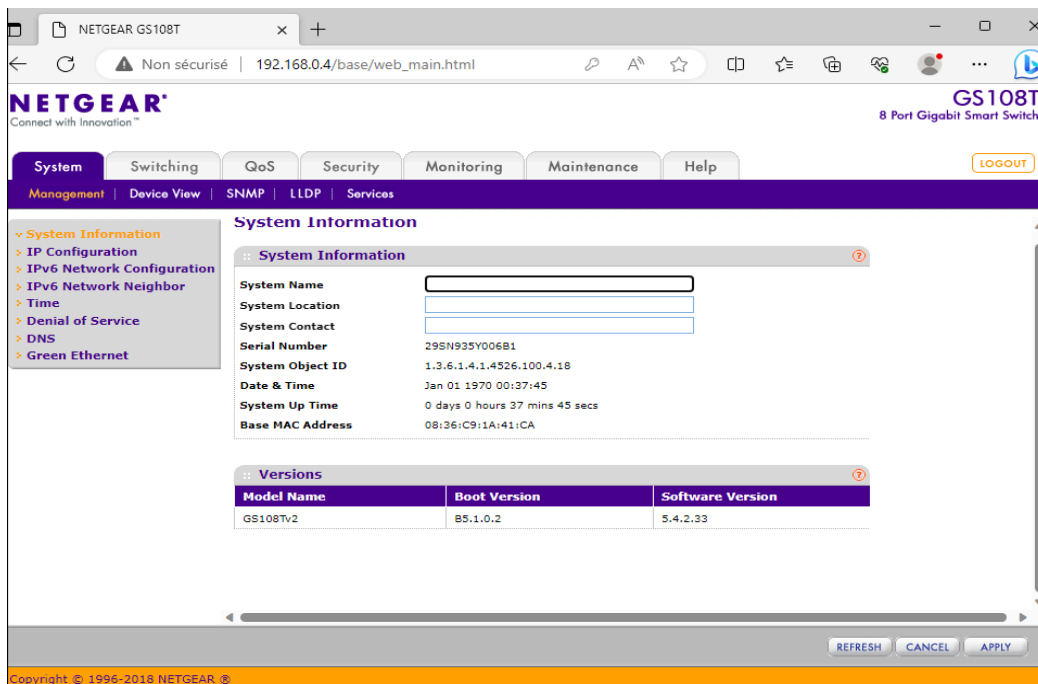 NETGEAR GS108T
Non sécurisé | 192.168.0.4/base/web_main.html
NETGEAR®
Connect with Innovation™
GS108T
8 Port Gigabit Smart Switch
System Switching QoS Security Monitoring Maintenance Help LOGOUT
Management | Device View | SNMP | LLDP | Services
System Information
IP Configuration
IPv6 Network Configuration
IPv6 Network Neighbor
Time
Denial of Service
DNS
Green Ethernet
System Information
System Information
System Name
System Location
System Contact
Serial Number 29SN935Y006B1
System Object ID 1.3.6.1.4.1.4526.100.4.18
Date & Time Jan 01 1970 00:37:45
System Up Time 0 days 0 hours 37 mins 45 secs
Base MAC Address 08:36:C9:1A:41:CA
Versions
Model Name Boot Version Software Version
GS108Tv2 B5.1.0.2 5.4.2.33
REFRESH CANCEL APPLY
Copyright © 1996-2018 NETGEAR ®